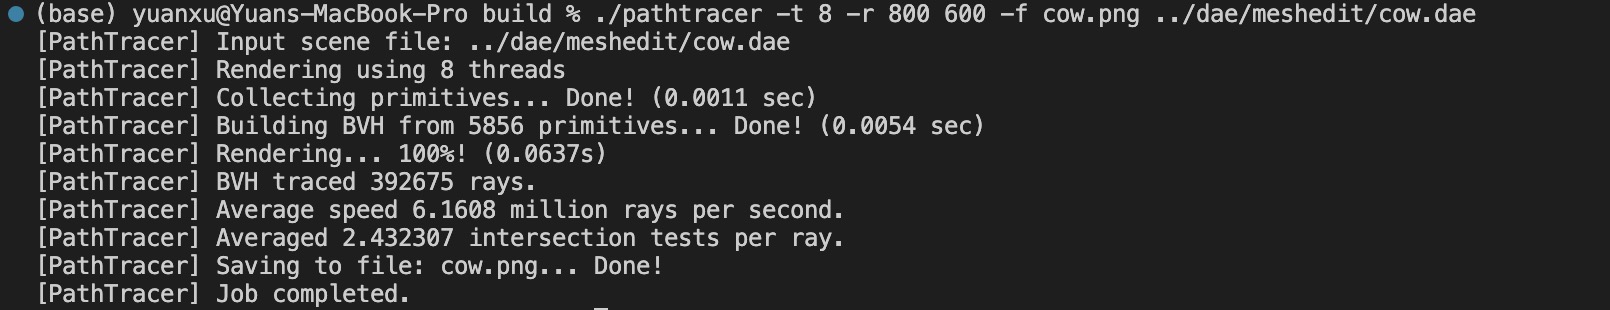 (base) yuanxu@Yuans-MacBook-Pro build % ./pathtracer -t 8 -r 800 600 -f cow.png ../dae/meshedit/cow.dae
[PathTracer] Input scene file: ../dae/meshedit/cow.dae
[PathTracer] Rendering using 8 threads
[PathTracer] Collecting primitives... Done! (0.0011 sec)
[PathTracer] Building BVH from 5856 primitives... Done! (0.0054 sec)
[PathTracer] Rendering... 100%! (0.0637s)
[PathTracer] BVH traced 392675 rays.
[PathTracer] Average speed 6.1608 million rays per second.
[PathTracer] Averaged 2.432307 intersection tests per ray.
[PathTracer] Saving to file: cow.png... Done!
[PathTracer] Job completed.